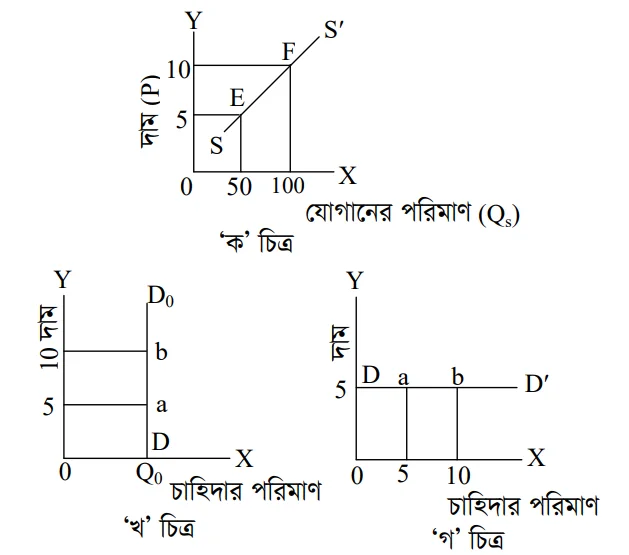 Y
S′
F
10
E
5
দাম (P)
S
0 50 100 X
যোগানের পরিমাণ (Qs)
‘ক’ চিত্র
Y
D0
10 দাম
b
5 a
D
0 Q0 X
চাহিদার পরিমাণ
‘খ’ চিত্র
Y
দাম
D a b
5 D′
0 5 10 X
চাহিদার পরিমাণ
‘গ’ চিত্র